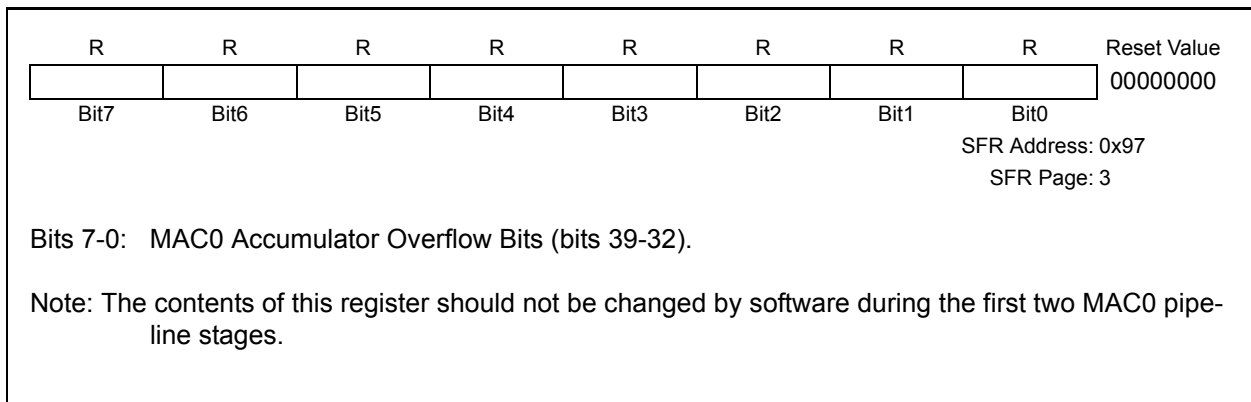 R R R R R R R R Reset Value
00000000
Bit7 Bit6 Bit5 Bit4 Bit3 Bit2 Bit1 Bit0
SFR Address: 0x97
SFR Page: 3
Bits 7-0: MAC0 Accumulator Overflow Bits (bits 39-32).
Note: The contents of this register should not be changed by software during the first two MAC0 pipe-
line stages.